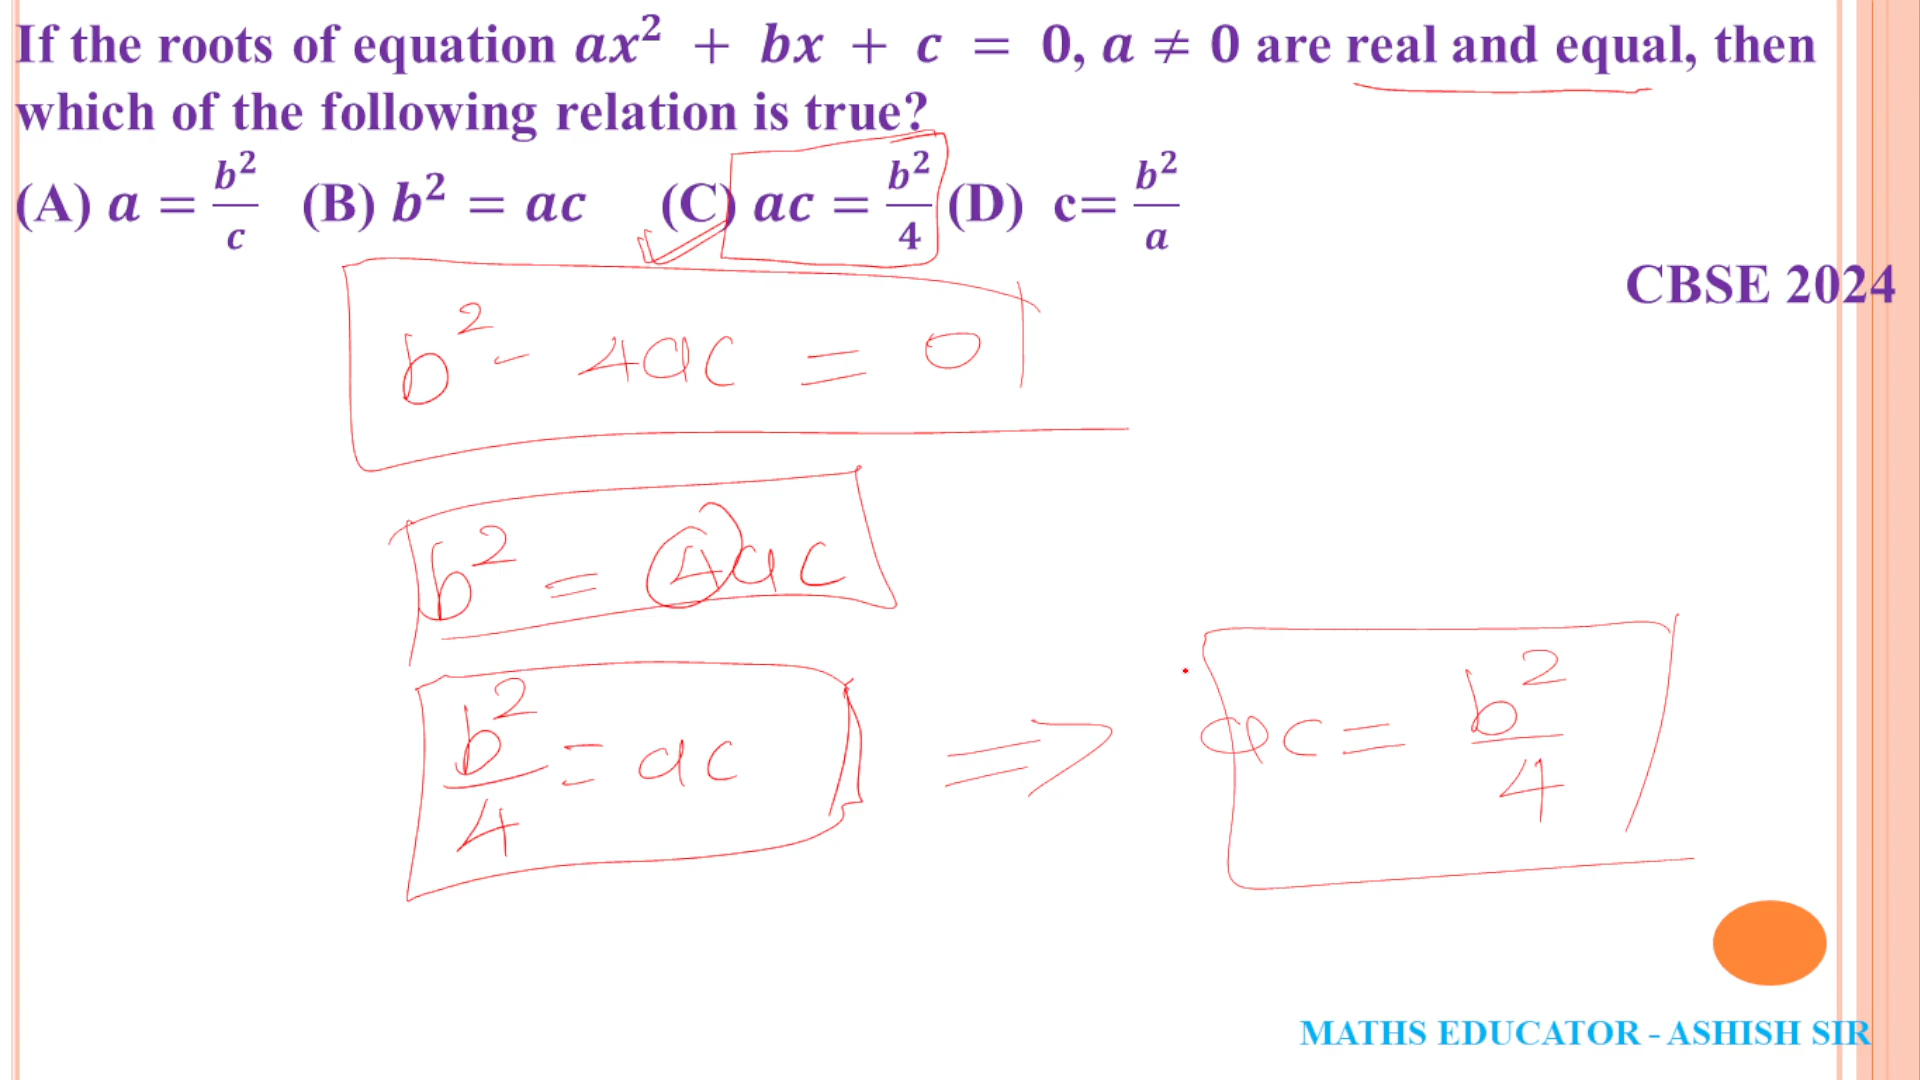 If the roots of equation ax² + bx + c = 0, a ≠ 0 are real and equal, then
which of the following relation is true?
(A) a = b²/c (B) b² = ac (C) ac = b²/4 (D) c= b²/a
CBSE 2024
b² - 4ac = 0
b² = 4ac
b²/4 = ac ⇒ ac = b²/4
MATHS EDUCATOR - ASHISH SIR